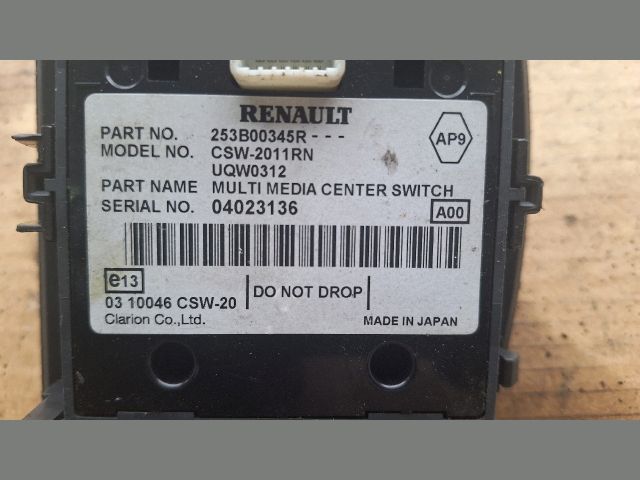 RENAULT
PART NO. 253B00345R---
AP9
MODEL NO. CSW-2011RN
UQW0312
PART NAME MULTI MEDIA CENTER SWITCH
SERIAL NO. 04023136
A00
e13
03 10046 CSW-20
DO NOT DROP
Clarion Co.,Ltd.
MADE IN JAPAN